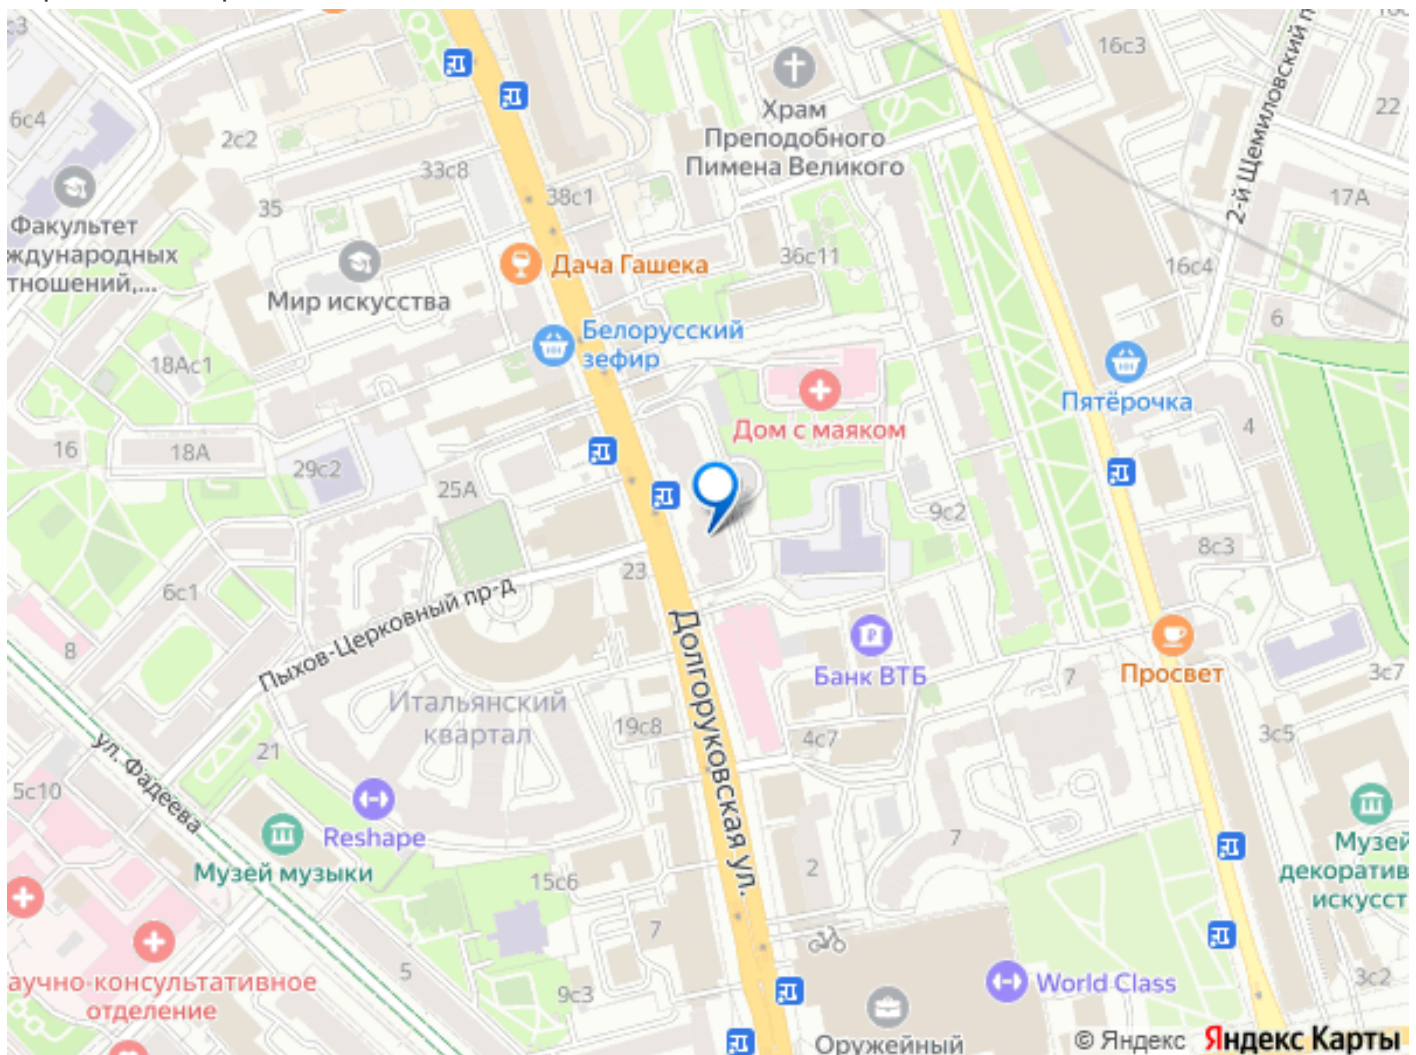 16с3
22
6с4
2с2
Храм
Преподобного
Пимена Великого
2-й Щемиловский п
33с8
38с1
17А
35
Факультет
ждународных
тношений,...
Дача Гашека
36с11
16с4
Мир искусства
Белорусский
зефир
6
18Ас1
Пятёрочка
Дом с маяком
4
16
18А
29с2
25А
9с2
8с3
23
6с1
Пыхов-Церковный пр-д
8
Банк ВТБ
Просвет
7
3с7
Долгоруковская ул.
Итальянский
квартал
19с8
4с7
3с5
21
ул. Фадеева
5с10
Reshape
7
Музей
декоратив
искусст
Музей музыки
15с6
2
7
аучно-консультативное
отделение
5
9с3
World Class
3с2
Оружейный
© Яндекс Яндекс Карты